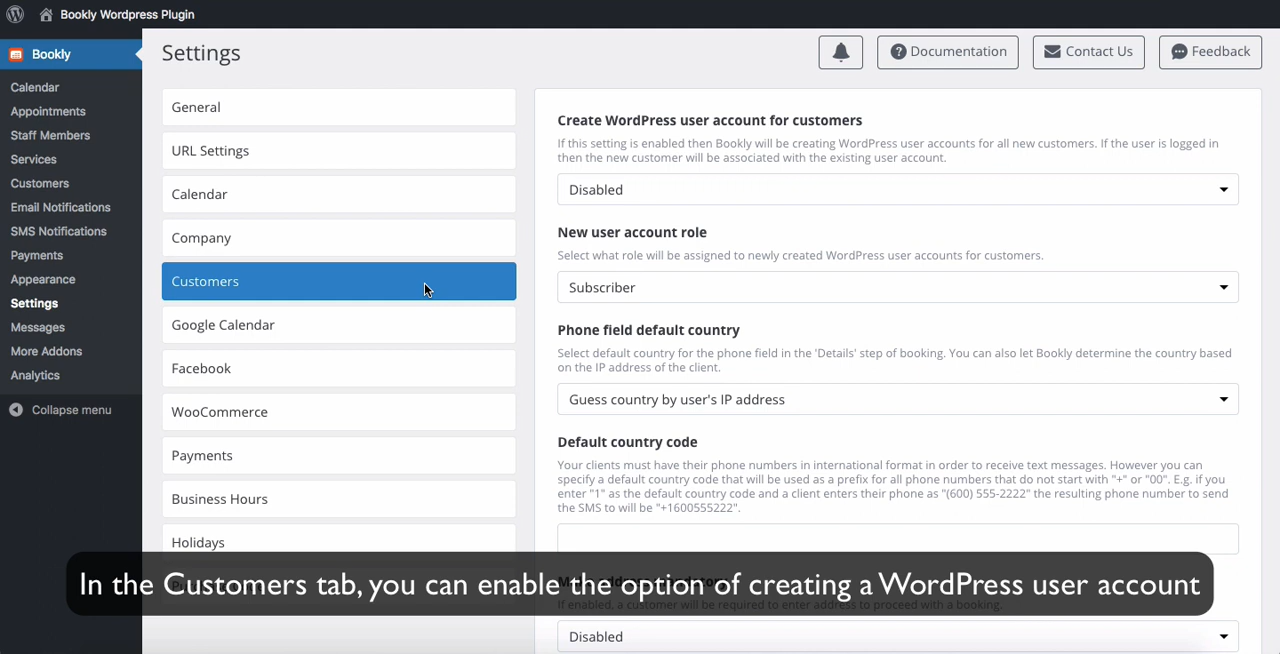 Bookly Wordpress Plugin
Bookly
Calendar
Appointments
Staff Members
Services
Customers
Email Notifications
SMS Notifications
Payments
Appearance
Settings
Messages
More Addons
Analytics
Collapse menu
Settings
Documentation
Contact Us
Feedback
General
URL Settings
Calendar
Company
Customers
Google Calendar
Facebook
WooCommerce
Payments
Business Hours
Holidays
Create WordPress user account for customers
If this setting is enabled then Bookly will be creating WordPress user accounts for all new customers. If the user is logged in
then the new customer will be associated with the existing user account.
Disabled
New user account role
Select what role will be assigned to newly created WordPress user accounts for customers.
Subscriber
Phone field default country
Select default country for the phone field in the 'Details' step of booking. You can also let Bookly determine the country based
on the IP address of the client.
Guess country by user's IP address
Default country code
Your clients must have their phone numbers in international format in order to receive text messages. However you can
specify a default country code that will be used as a prefix for all phone numbers that do not start with "+" or "00". E.g. if you
enter "1" as the default country code and a client enters their phone as "(600) 555-2222" the resulting phone number to send
the SMS to will be "+1600555222".
If enabled, a customer will be required to enter address to proceed with a booking.
Disabled
In the Customers tab, you can enable the option of creating a WordPress user account